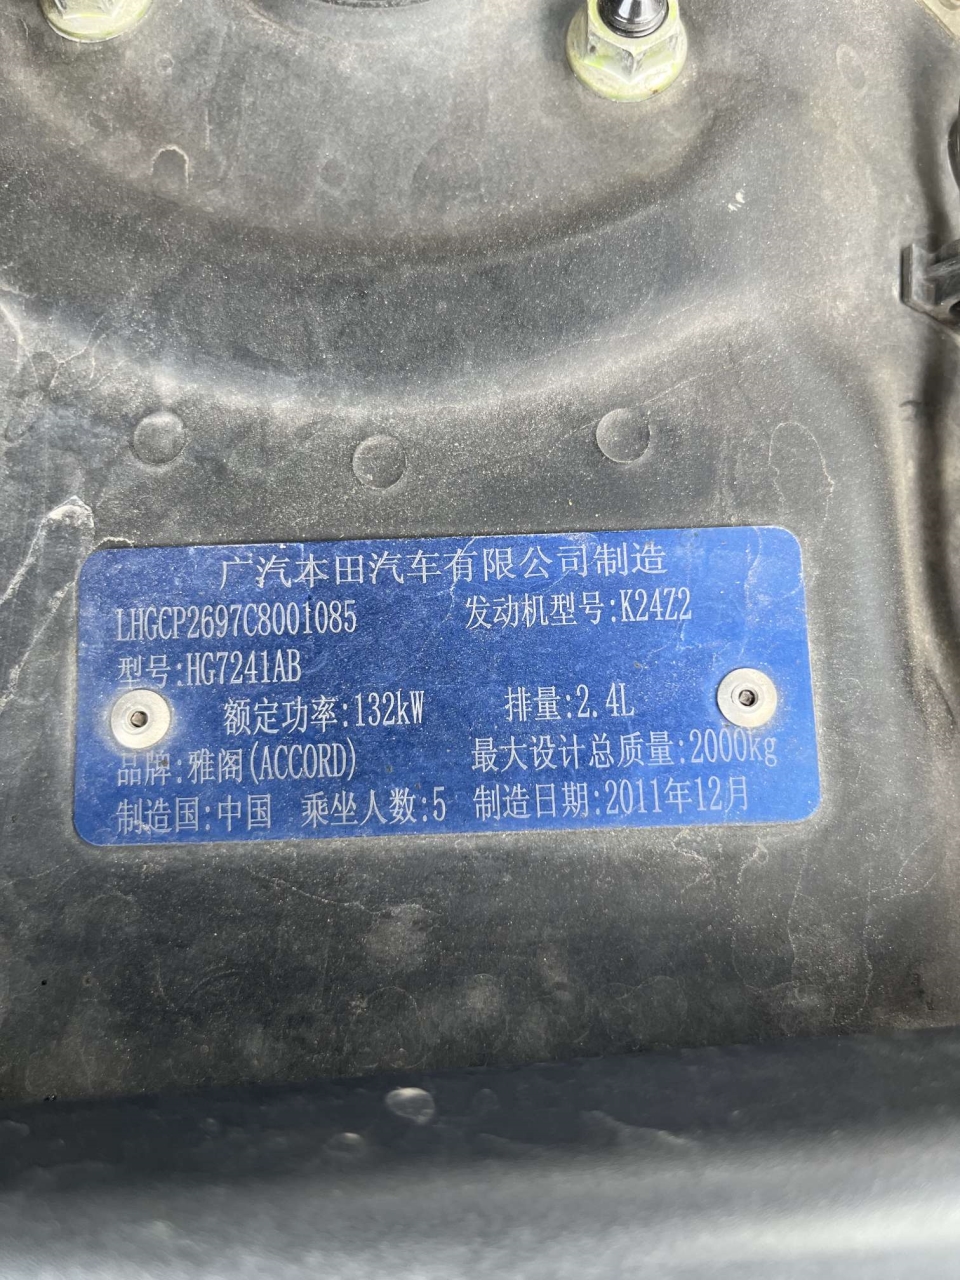 广汽本田汽车有限公司制造
LHGCP2697C8001085 发动机型号:K24Z2
型号:HG7241AB
额定功率:132kW 排量:2.4L
品牌:雅阁(ACCORD) 最大设计总质量:2000kg
制造国:中国 乘坐人数:5 制造日期:2011年12月